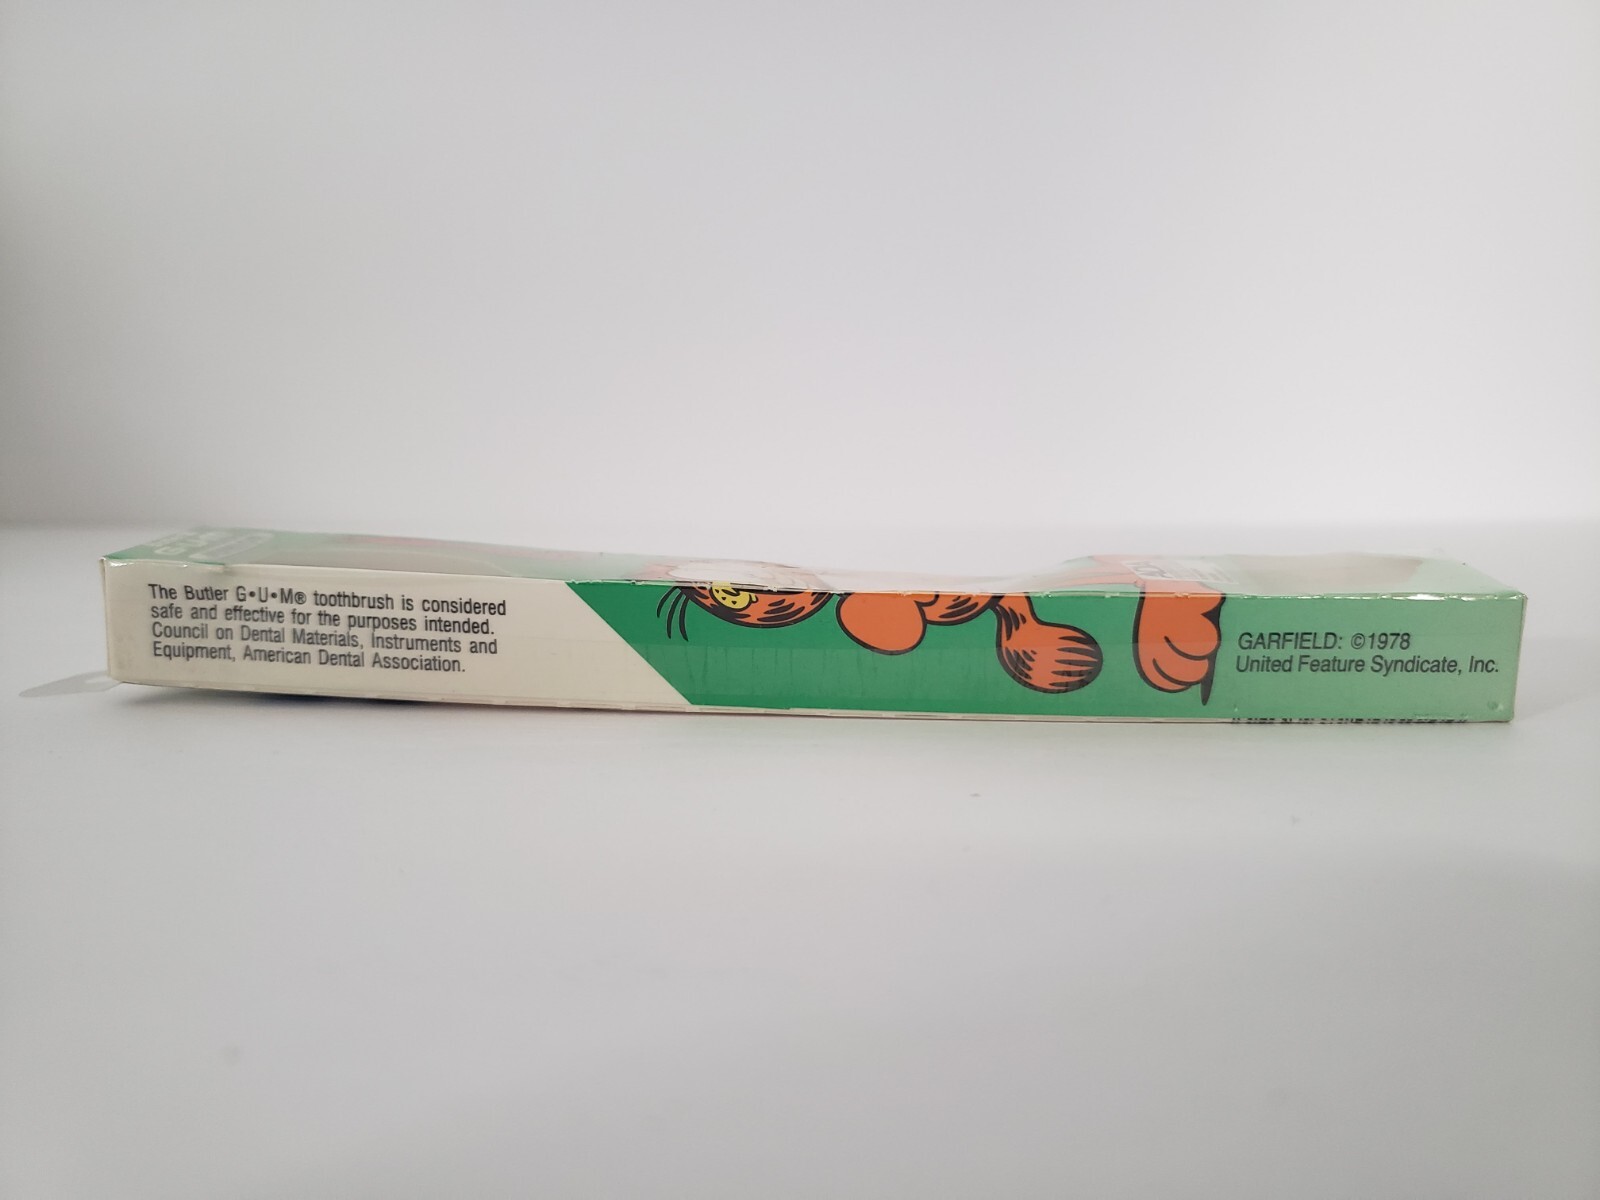 The Butler G•U•M® toothbrush is considered
safe and effective for the purposes intended.
Council on Dental Materials, Instruments and
Equipment, American Dental Association.
GARFIELD: ©1978
United Feature Syndicate, Inc.